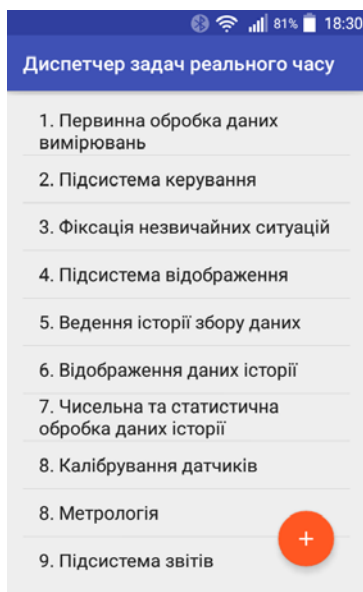 81% 18:30
Диспетчер задач реального часу
1. Первинна обробка даних
вимірювань
2. Підсистема керування
3. Фіксація незвичайних ситуацій
4. Підсистема відображення
5. Ведення історії збору даних
6. Відображення даних історії
7. Чисельна та статистична
обробка даних історії
8. Калібрування датчиків
8. Метрологія
+
9. Підсистема звітів